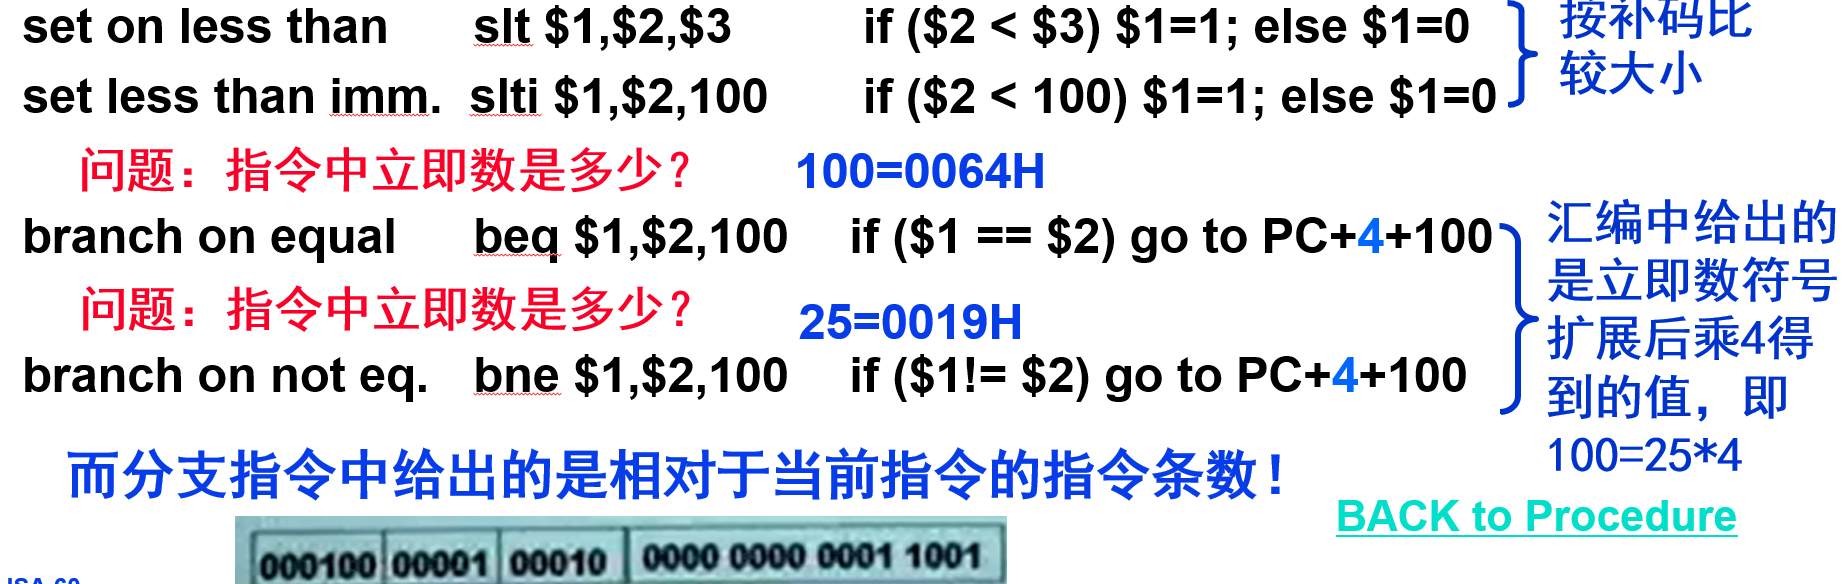 set on less than slt $1,$2,$3 if ($2 < $3) $1=1; else $1=0
set less than imm. slti $1,$2,100 if ($2 < 100) $1=1; else $1=0
按补码比
较大小
问题：指令中立即数是多少？ 100=0064H
branch on equal beq $1,$2,100 if ($1 == $2) go to PC+4+100
问题：指令中立即数是多少？ 25=0019H
branch on not eq. bne $1,$2,100 if ($1!= $2) go to PC+4+100
汇编中给出的
是立即数符号
扩展后乘4得
到的值，即
100=25*4
而分支指令中给出的是相对于当前指令的指令条数！
BACK to Procedure
000100 00001 00010 0000 0000 0001 1001